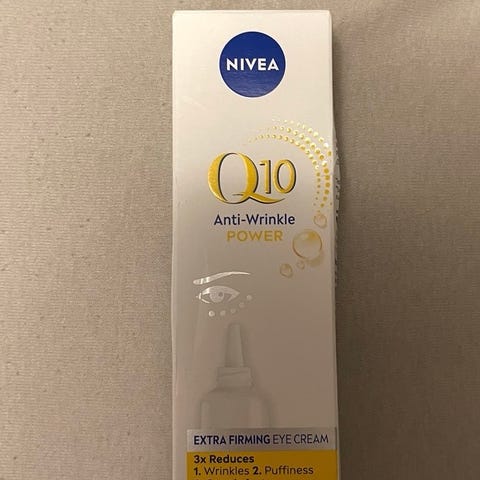 NIVEA
Q10
Anti-Wrinkle
POWER
EXTRA FIRMING EYE CREAM
3x Reduces
1. Wrinkles 2. Puffiness